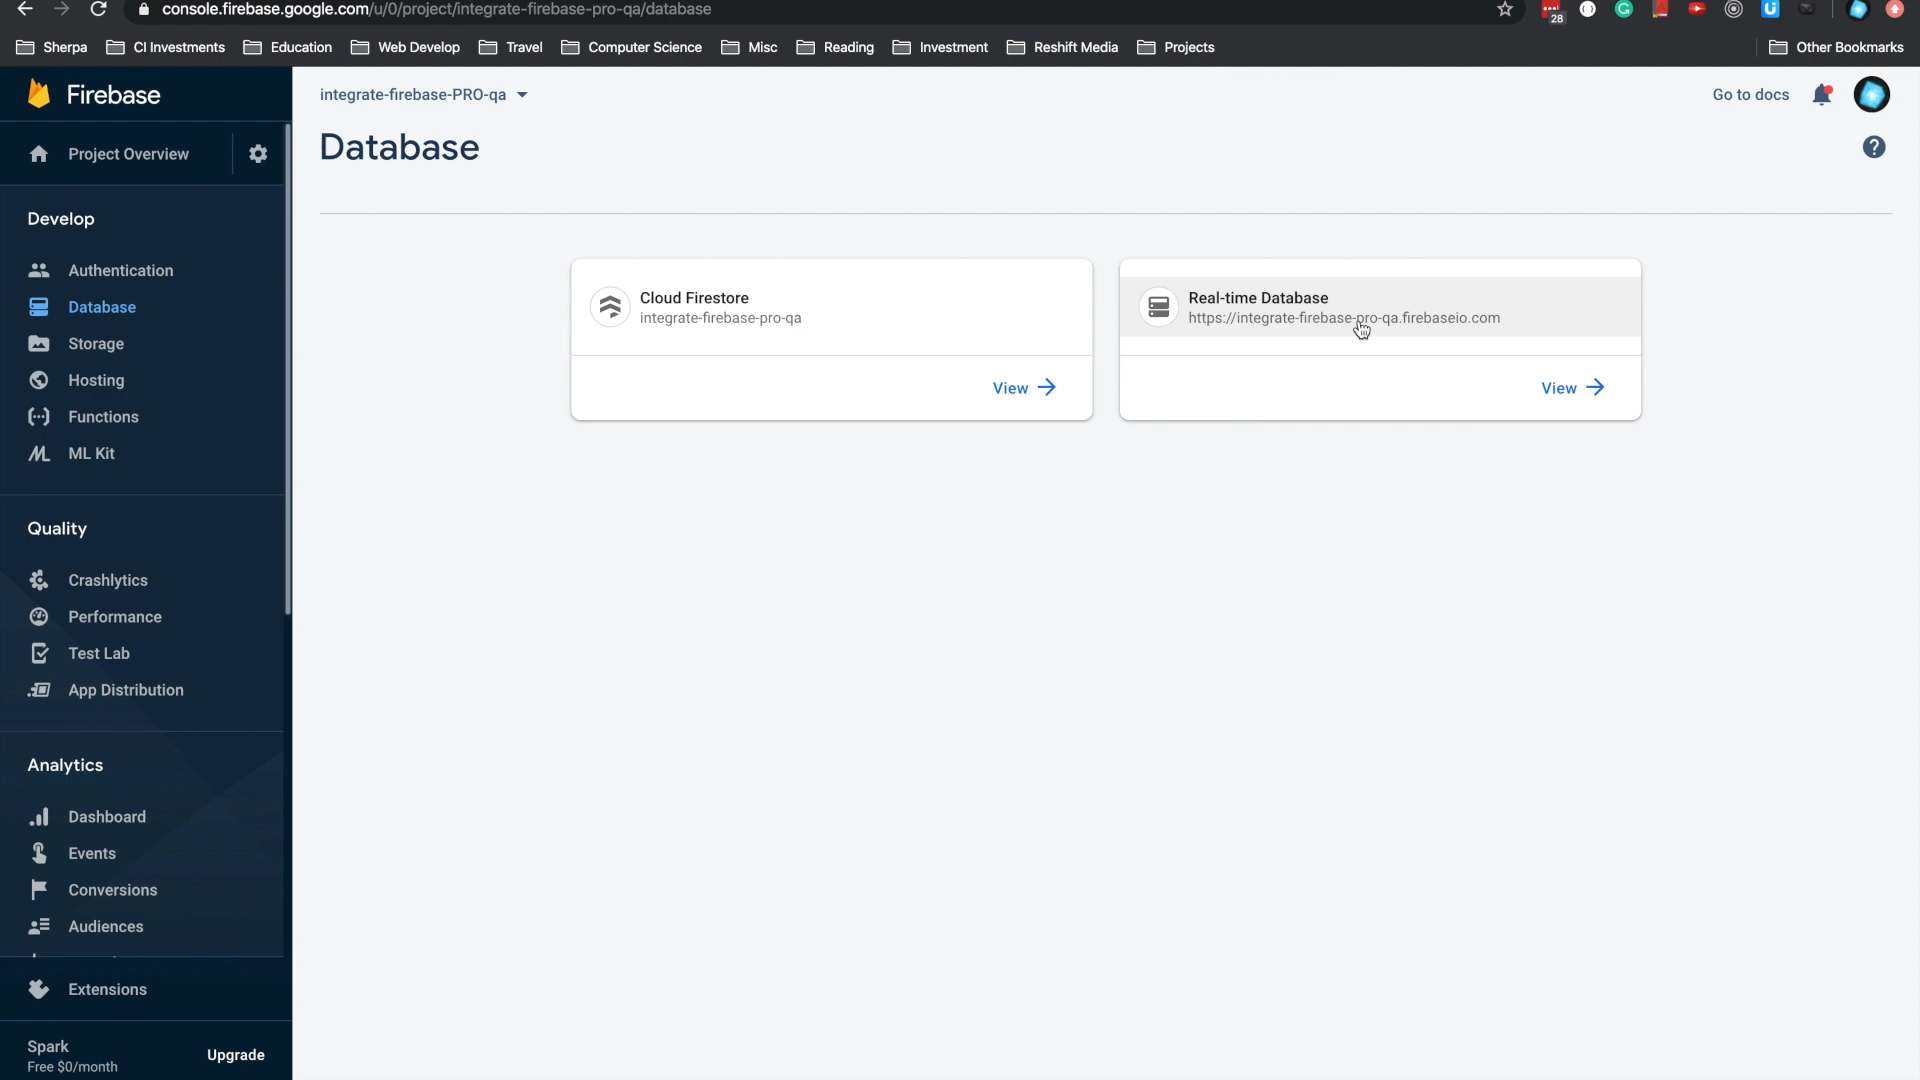 console.firebase.google.com/u/0/project/integrate-firebase-pro-qa/database
28
Sherpa
CI Investments
Education
Web Develop
Travel
Computer Science
Misc
Reading
Investment
Reshift Media
Projects
Other Bookmarks
Firebase
integrate-firebase-PRO-qa
Go to docs
Project Overview
Database
?
Develop
Authentication
Database
Storage
Hosting
Functions
ML Kit
Quality
Crashlytics
Performance
Test Lab
App Distribution
Analytics
Dashboard
Events
Conversions
Audiences
Extensions
Spark
Free $0/month
Upgrade
Cloud Firestore
integrate-firebase-pro-qa
View
Real-time Database
https://integrate-firebase-pro-qa.firebaseio.com
View